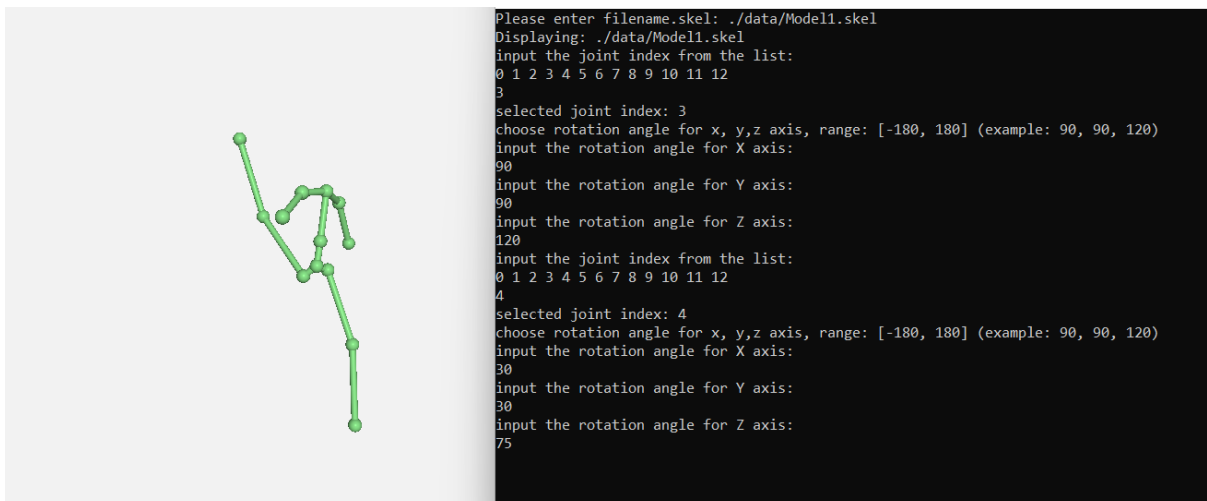 Please enter filename.skel: ./data/Model1.skel
Displaying: ./data/Model1.skel
input the joint index from the list:
0 1 2 3 4 5 6 7 8 9 10 11 12
3
selected joint index: 3
choose rotation angle for x, y,z axis, range: [-180, 180] (example: 90, 90, 120)
input the rotation angle for X axis:
90
input the rotation angle for Y axis:
90
input the rotation angle for Z axis:
120
input the joint index from the list:
0 1 2 3 4 5 6 7 8 9 10 11 12
4
selected joint index: 4
choose rotation angle for x, y,z axis, range: [-180, 180] (example: 90, 90, 120)
input the rotation angle for X axis:
30
input the rotation angle for Y axis:
30
input the rotation angle for Z axis:
75